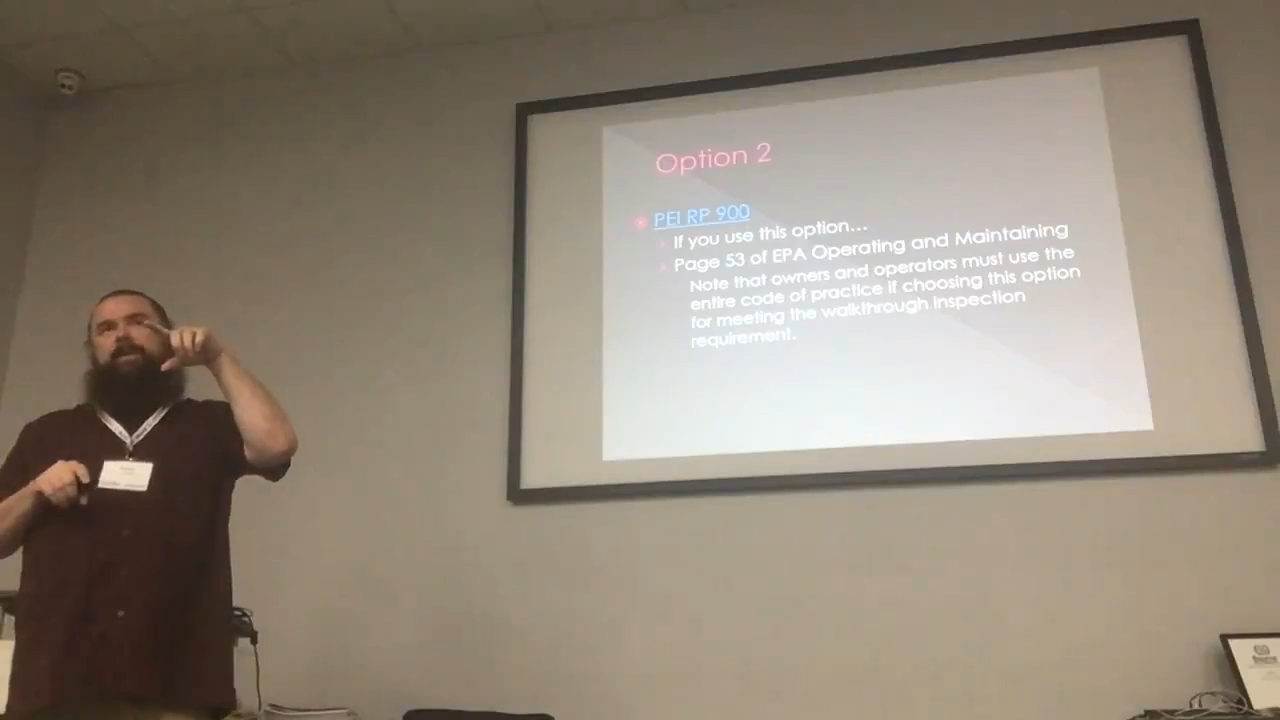 Option 2
PEI RP 900
If you use this option...
Page 53 of EPA Operating and Maintaining
Note that owners and operators must use the
entire code of practice if choosing this option
for meeting the walkthrough inspection
requirement.